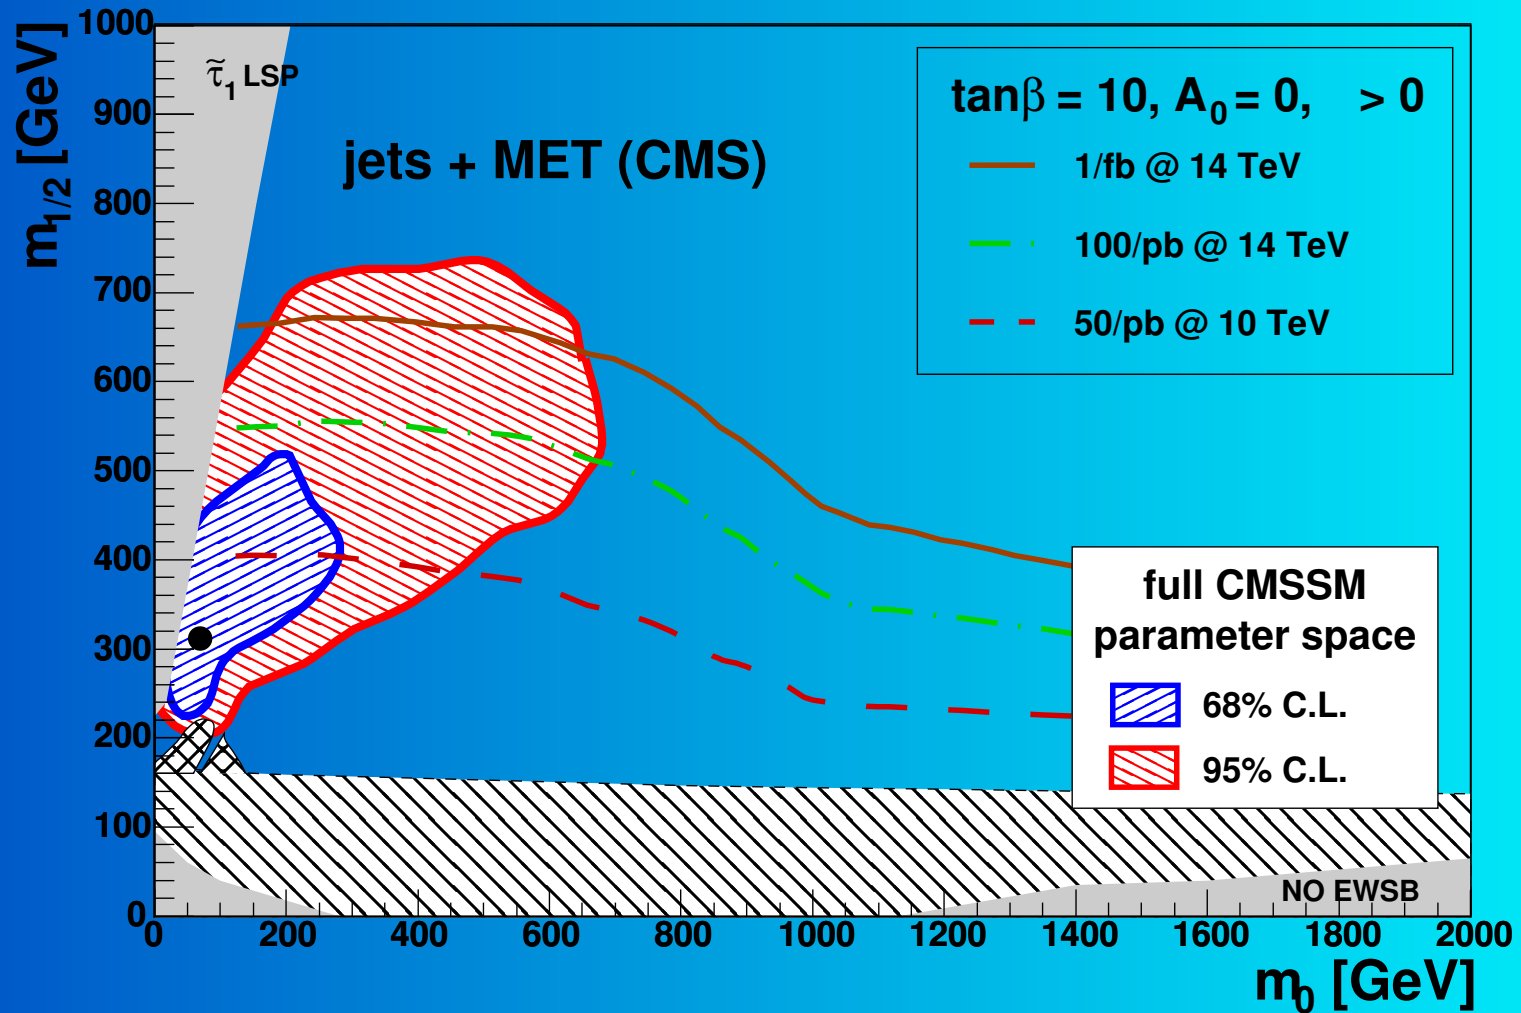 m1/2 [GeV]
1000
900
800
700
600
500
400
300
200
100
0
τ̃1 LSP
jets + MET (CMS)
tanβ = 10, A0 = 0, > 0
1/fb @ 14 TeV
100/pb @ 14 TeV
50/pb @ 10 TeV
full CMSSM
parameter space
68% C.L.
95% C.L.
NO EWSB
0 200 400 600 800 1000 1200 1400 1600 1800 2000
m0 [GeV]